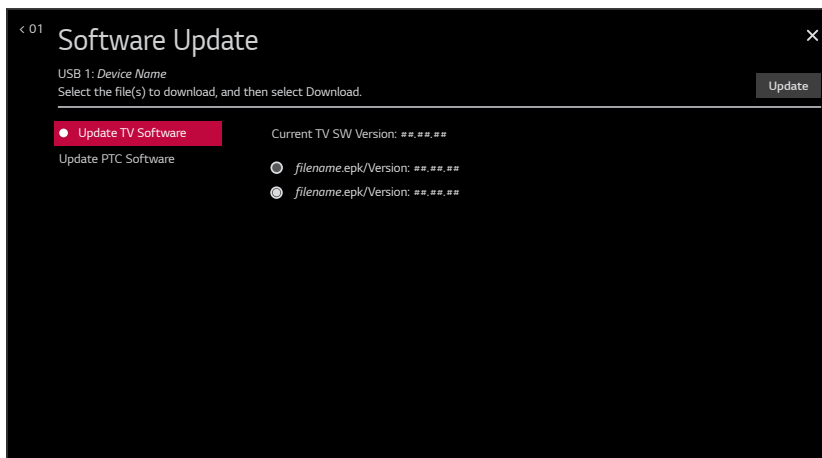 < 01
Software Update
USB 1: Device Name
Select the file(s) to download, and then select Download.
Update
Update TV Software
Current TV SW Version: ##.##.##
Update PTC Software
filename.epk/Version: ##.##.##
filename.epk/Version: ##.##.##